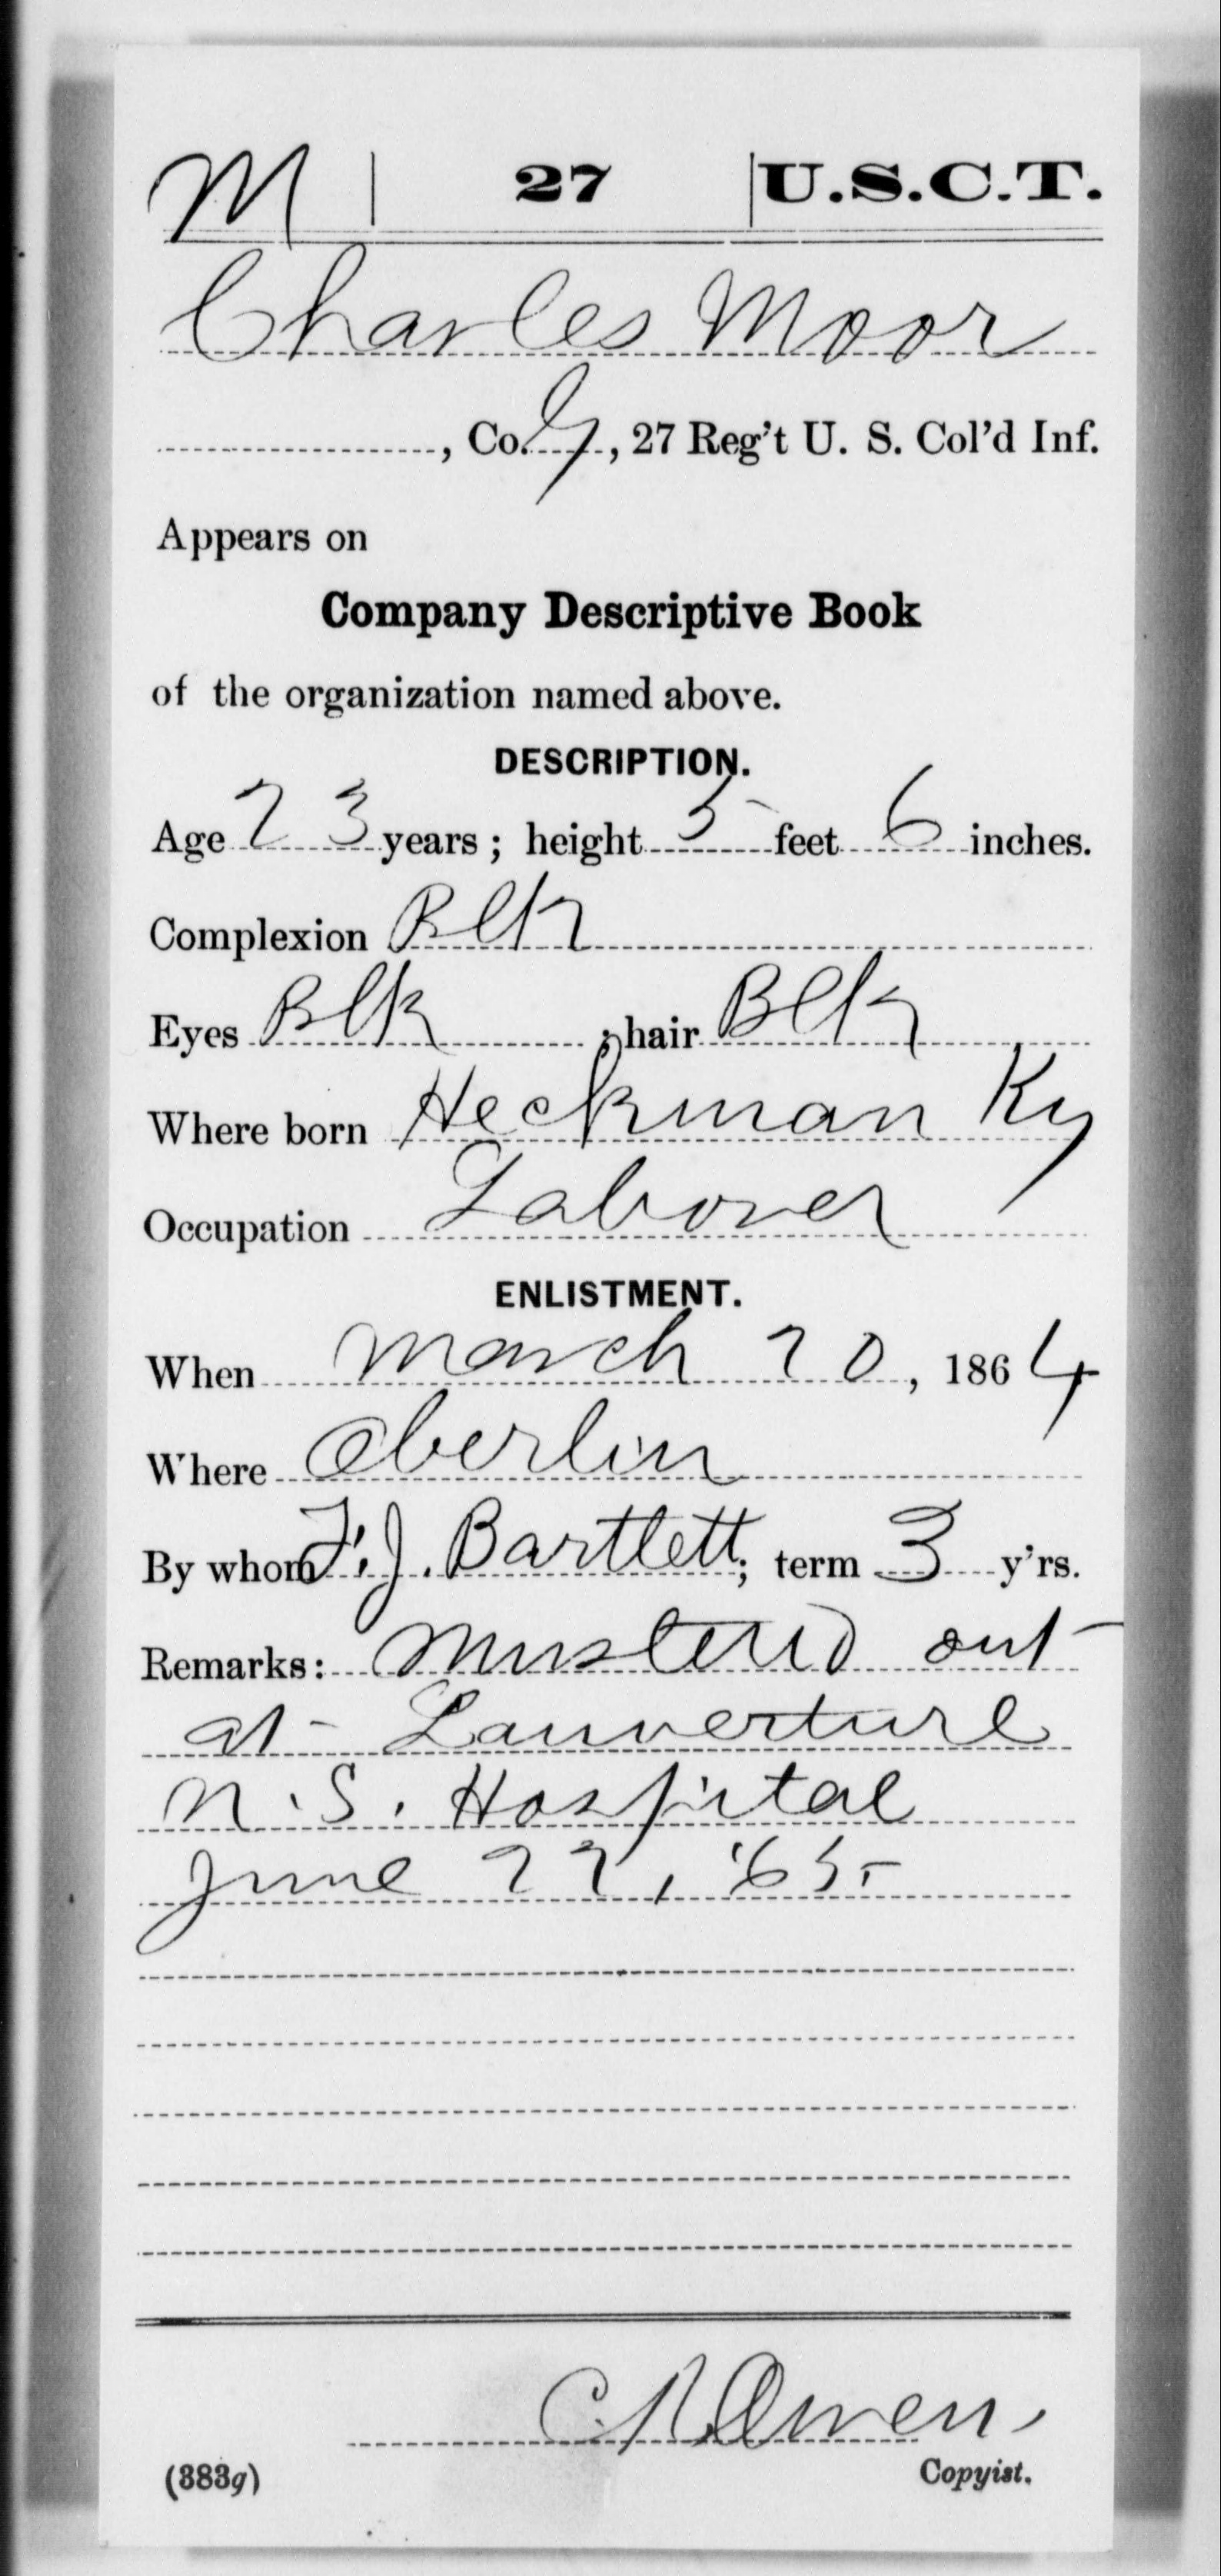 M | 27 | U.S.C.T.
Charles Moor
, Co. G, 27 Reg't U. S. Col'd Inf.
Appears on
Company Descriptive Book
of the organization named above.
DESCRIPTION.
Age 23 years; height 5 feet 6 inches.
Complexion Blk
Eyes Blk ; hair Blk
Where born Heckman Ky
Occupation Laborer
ENLISTMENT.
When March 20, 1864
Where Oberlin
By whom F. J. Bartlett; term 3 y'rs.
Remarks: Mustered out
at Lauverture
N.S. Hospital
June 22, '65
Owen
Copyist.
(383g)